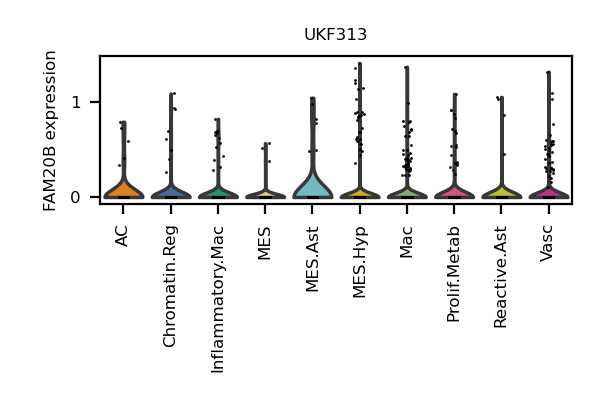 UKF313
FAM20B expression
1
0
AC
Chromatin.Reg
Inflammatory.Mac
MES
MES.Ast
MES.Hyp
Mac
Prolif.Metab
Reactive.Ast
Vasc